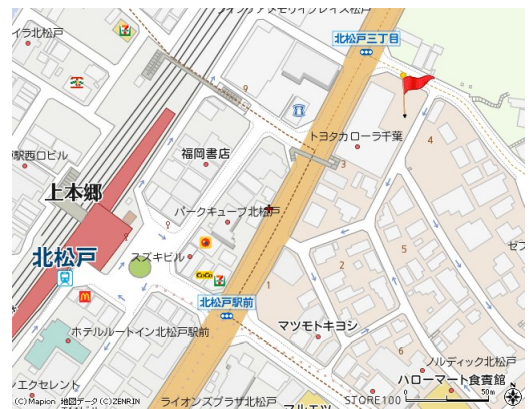 イラ北松戸
北松戸三丁目
9
トヨタカローラ千葉
3
4
駅西口ビル
福岡書店
上本郷
パークキューブ北松戸
北松戸
スズキビル
CoCo
1
2
5
北松戸駅前
マツモトキヨシ
ホテルルートイン北松戸駅前
ノルディック北松戸
エクセレント
ハローマート食賓館
STORE100
50m
ライオンズプラザ北松戸
マルエツ
(C)Mapion 地図データ(C)ZENRIN